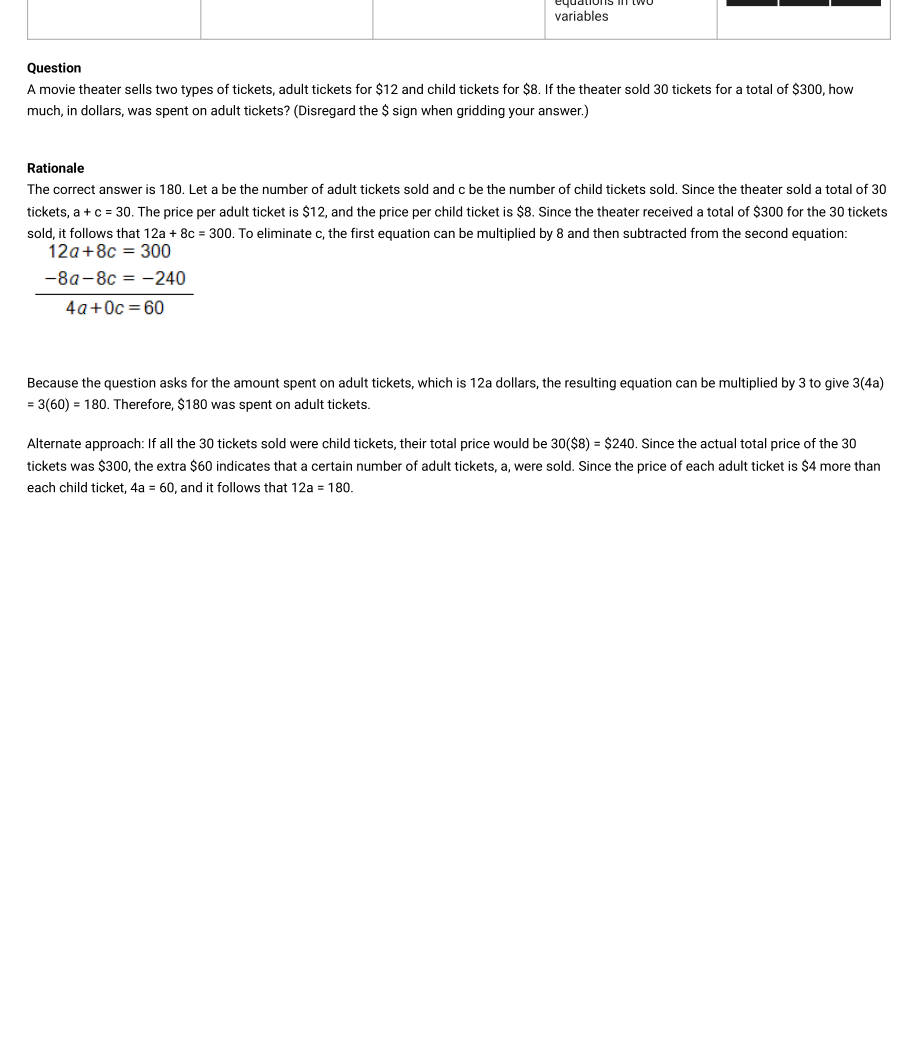 equations in two
variables
Question
A movie theater sells two types of tickets, adult tickets for $12 and child tickets for $8. If the theater sold 30 tickets for a total of $300, how
much, in dollars, was spent on adult tickets? (Disregard the $ sign when gridding your answer.)
Rationale
The correct answer is 180. Let a be the number of adult tickets sold and c be the number of child tickets sold. Since the theater sold a total of 30
tickets, a + c = 30. The price per adult ticket is $12, and the price per child ticket is $8. Since the theater received a total of $300 for the 30 tickets
sold, it follows that 12a + 8c = 300. To eliminate c, the first equation can be multiplied by 8 and then subtracted from the second equation:
12a+8c = 300
−8a−8c = −240
4a+0c=60
Because the question asks for the amount spent on adult tickets, which is 12a dollars, the resulting equation can be multiplied by 3 to give 3(4a)
= 3(60) = 180. Therefore, $180 was spent on adult tickets.
Alternate approach: If all the 30 tickets sold were child tickets, their total price would be 30($8) = $240. Since the actual total price of the 30
tickets was $300, the extra $60 indicates that a certain number of adult tickets, a, were sold. Since the price of each adult ticket is $4 more than
each child ticket, 4a = 60, and it follows that 12a = 180.